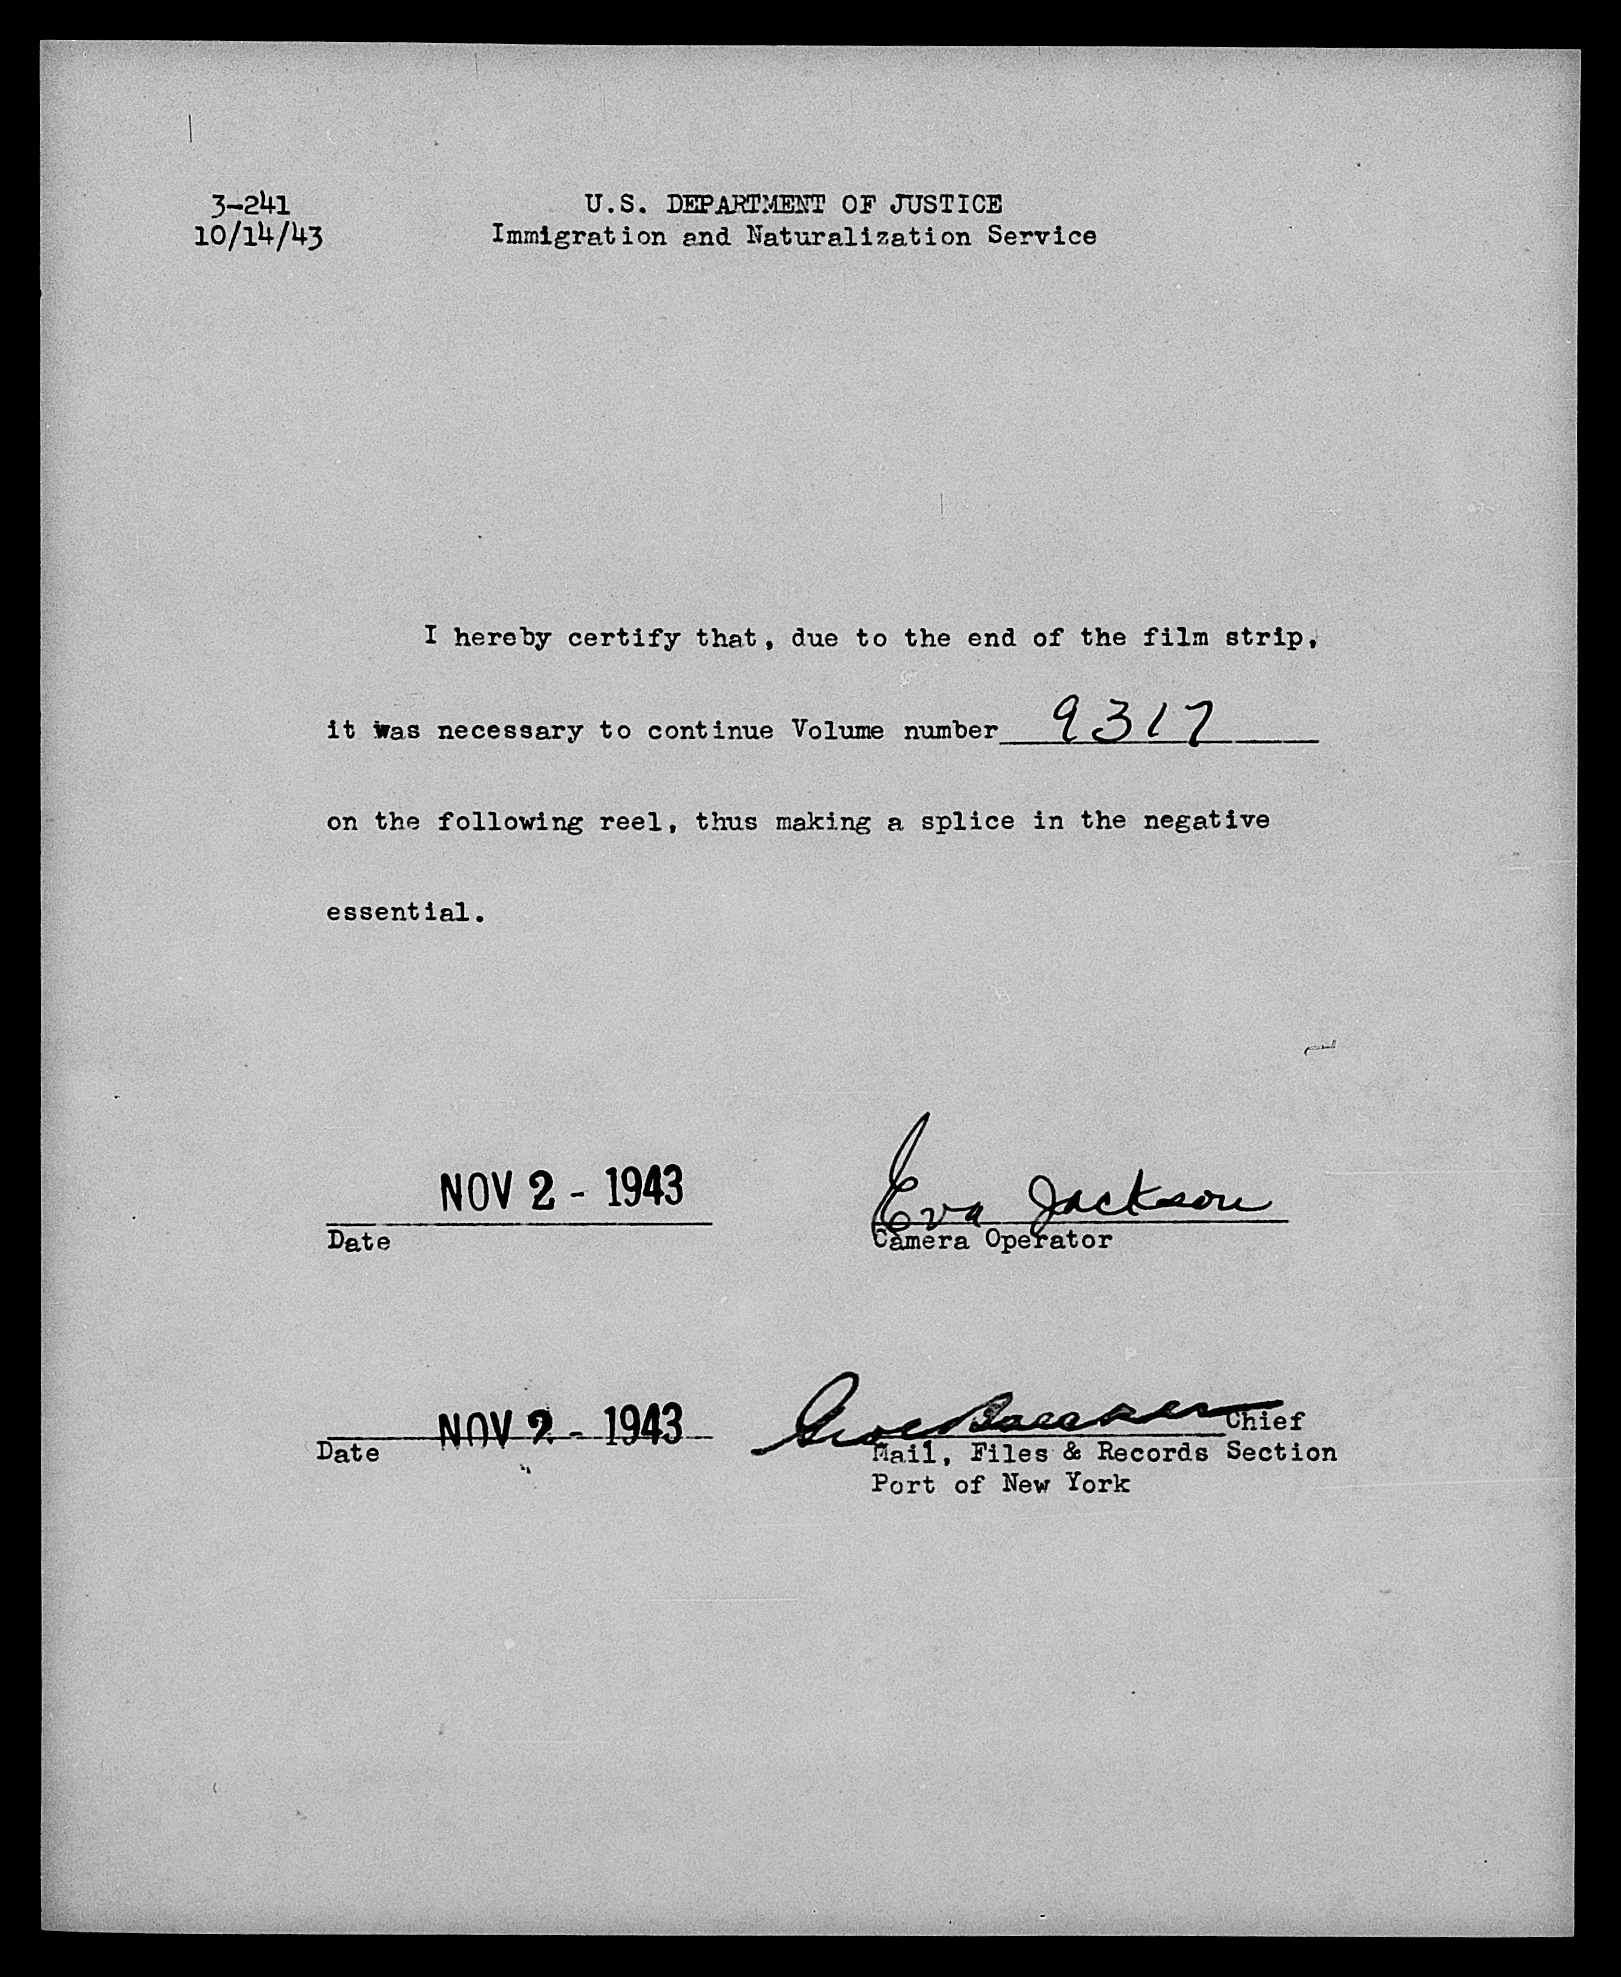 3-241
10/14/43
U.S. DEPARTMENT OF JUSTICE
Immigration and Naturalization Service
I hereby certify that, due to the end of the film strip,
it was necessary to continue Volume number 9317
on the following reel, thus making a splice in the negative
essential.
NOV 2 - 1943
Date
Eva Jackson
Camera Operator
NOV 2 - 1943
Date
Chief
Mail, Files & Records Section
Port of New York